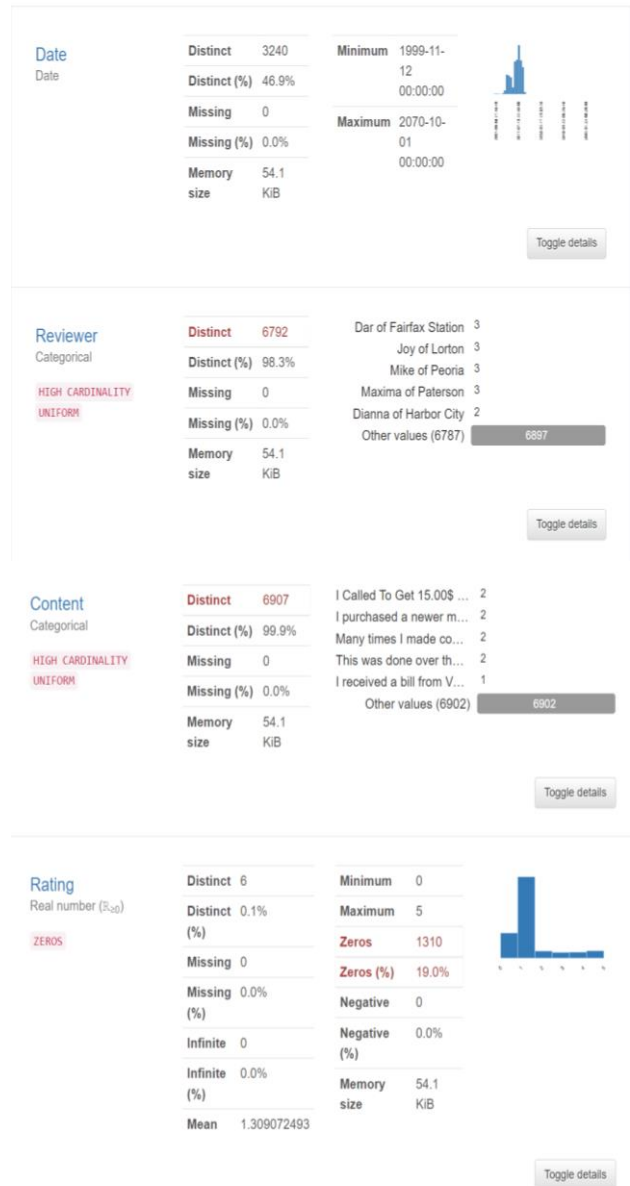 Date
Date
Distinct 3240
Distinct (%) 46.9%
Missing 0
Missing (%) 0.0%
Memory size 54.1 KiB
Minimum 1999-11-12 00:00:00
Maximum 2070-10-01 00:00:00
Toggle details
Reviewer
Categorical
HIGH CARDINALITY
UNIFORM
Distinct 6792
Distinct (%) 98.3%
Missing 0
Missing (%) 0.0%
Memory size 54.1 KiB
Dar of Fairfax Station 3
Joy of Lorton 3
Mike of Peoria 3
Maxima of Paterson 3
Dianna of Harbor City 2
Other values (6787) 6897
Toggle details
Content
Categorical
HIGH CARDINALITY
UNIFORM
Distinct 6907
Distinct (%) 99.9%
Missing 0
Missing (%) 0.0%
Memory size 54.1 KiB
I Called To Get 15.00$ ... 2
I purchased a newer m... 2
Many times I made co... 2
This was done over th... 2
I received a bill from V... 1
Other values (6902) 6902
Toggle details
Rating
Real number (ℝ≥0)
ZEROS
Distinct 6
Distinct (%) 0.1%
Missing 0
Missing (%) 0.0%
Infinite 0
Infinite (%) 0.0%
Mean 1.309072493
Minimum 0
Maximum 5
Zeros 1310
Zeros (%) 19.0%
Negative 0
Negative (%) 0.0%
Memory size 54.1 KiB
Toggle details